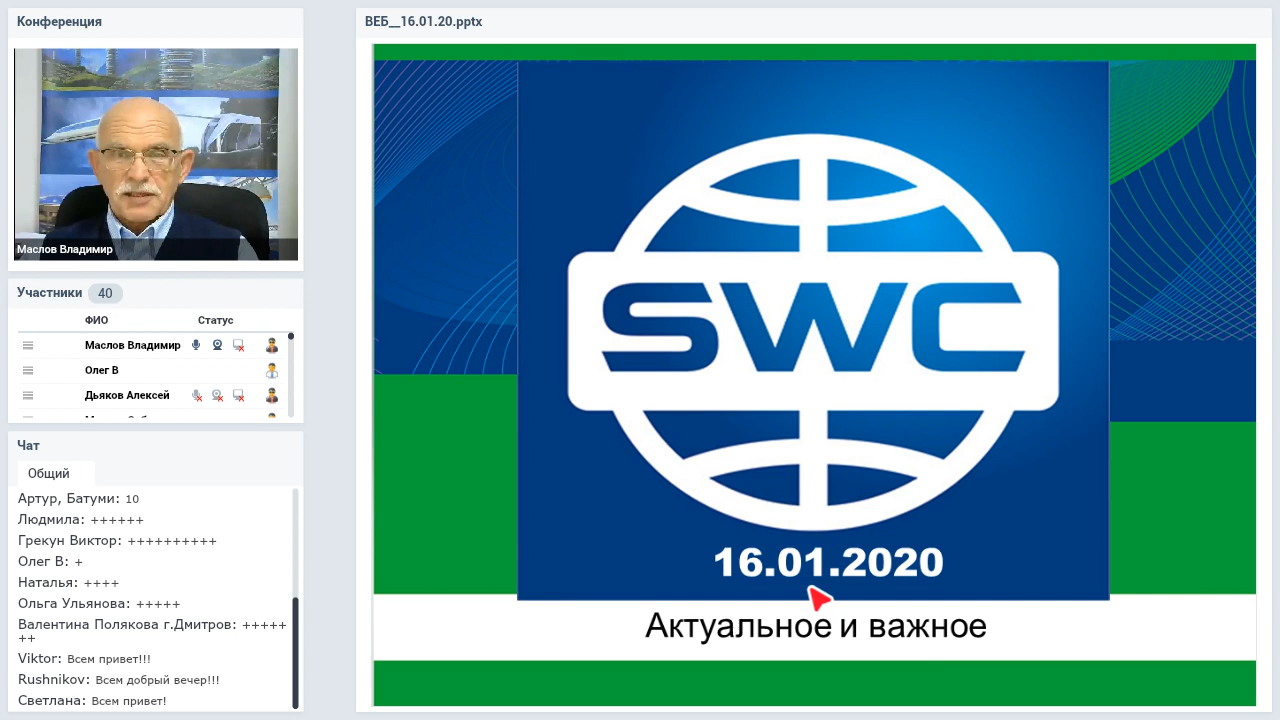 Конференция
Маслов Владимир
Участники 40
ФИО Статус
Маслов Владимир
Олег В
Дьяков Алексей
Чат
Общий
Артур, Батуми: 10
Людмила: ++++++
Грекун Виктор: ++++++++++
Олег В: +
Наталья: ++++
Ольга Ульянова: +++++
Валентина Полякова г.Дмитров: +++++
++
Viktor: Всем привет!!!
Rushnikov: Всем добрый вечер!!!
Светлана: Всем привет!
ВЕБ__16.01.20.pptx
SWC
16.01.2020
Актуальное и важное